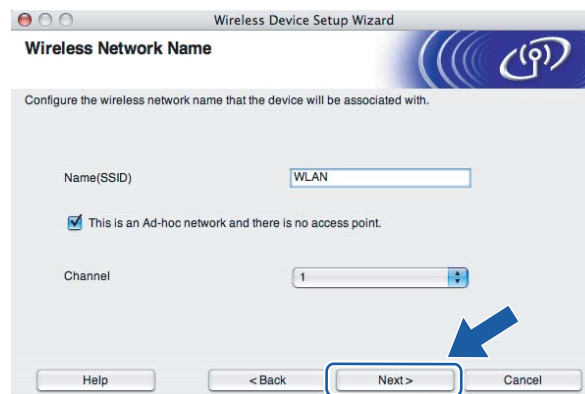 Wireless Device Setup Wizard
Wireless Network Name
Configure the wireless network name that the device will be associated with.
Name(SSID) WLAN
This is an Ad-hoc network and there is no access point.
Channel 1
Help <Back Next> Cancel